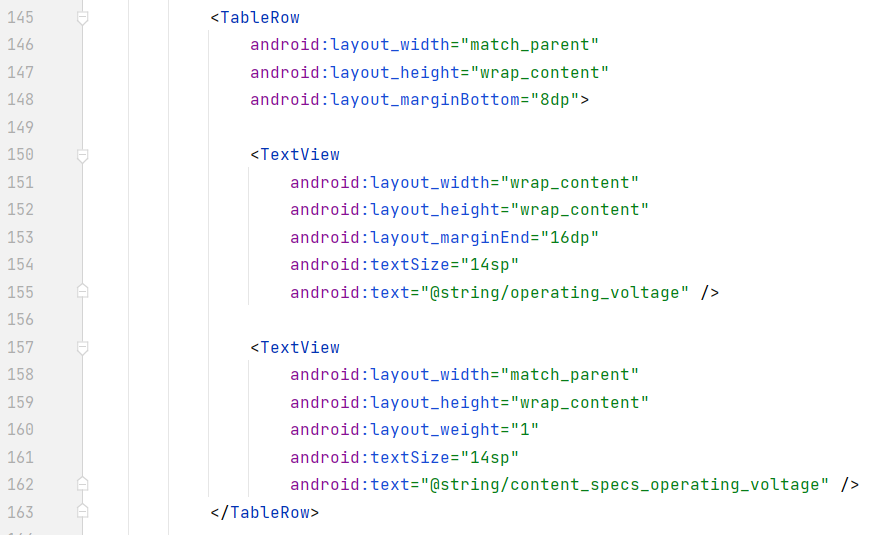 145 <TableRow
146 android:layout_width="match_parent"
147 android:layout_height="wrap_content"
148 android:layout_marginBottom="8dp">
149
150 <TextView
151 android:layout_width="wrap_content"
152 android:layout_height="wrap_content"
153 android:layout_marginEnd="16dp"
154 android:textSize="14sp"
155 android:text="@string/operating_voltage" />
156
157 <TextView
158 android:layout_width="match_parent"
159 android:layout_height="wrap_content"
160 android:layout_weight="1"
161 android:textSize="14sp"
162 android:text="@string/content_specs_operating_voltage" />
163 </TableRow>